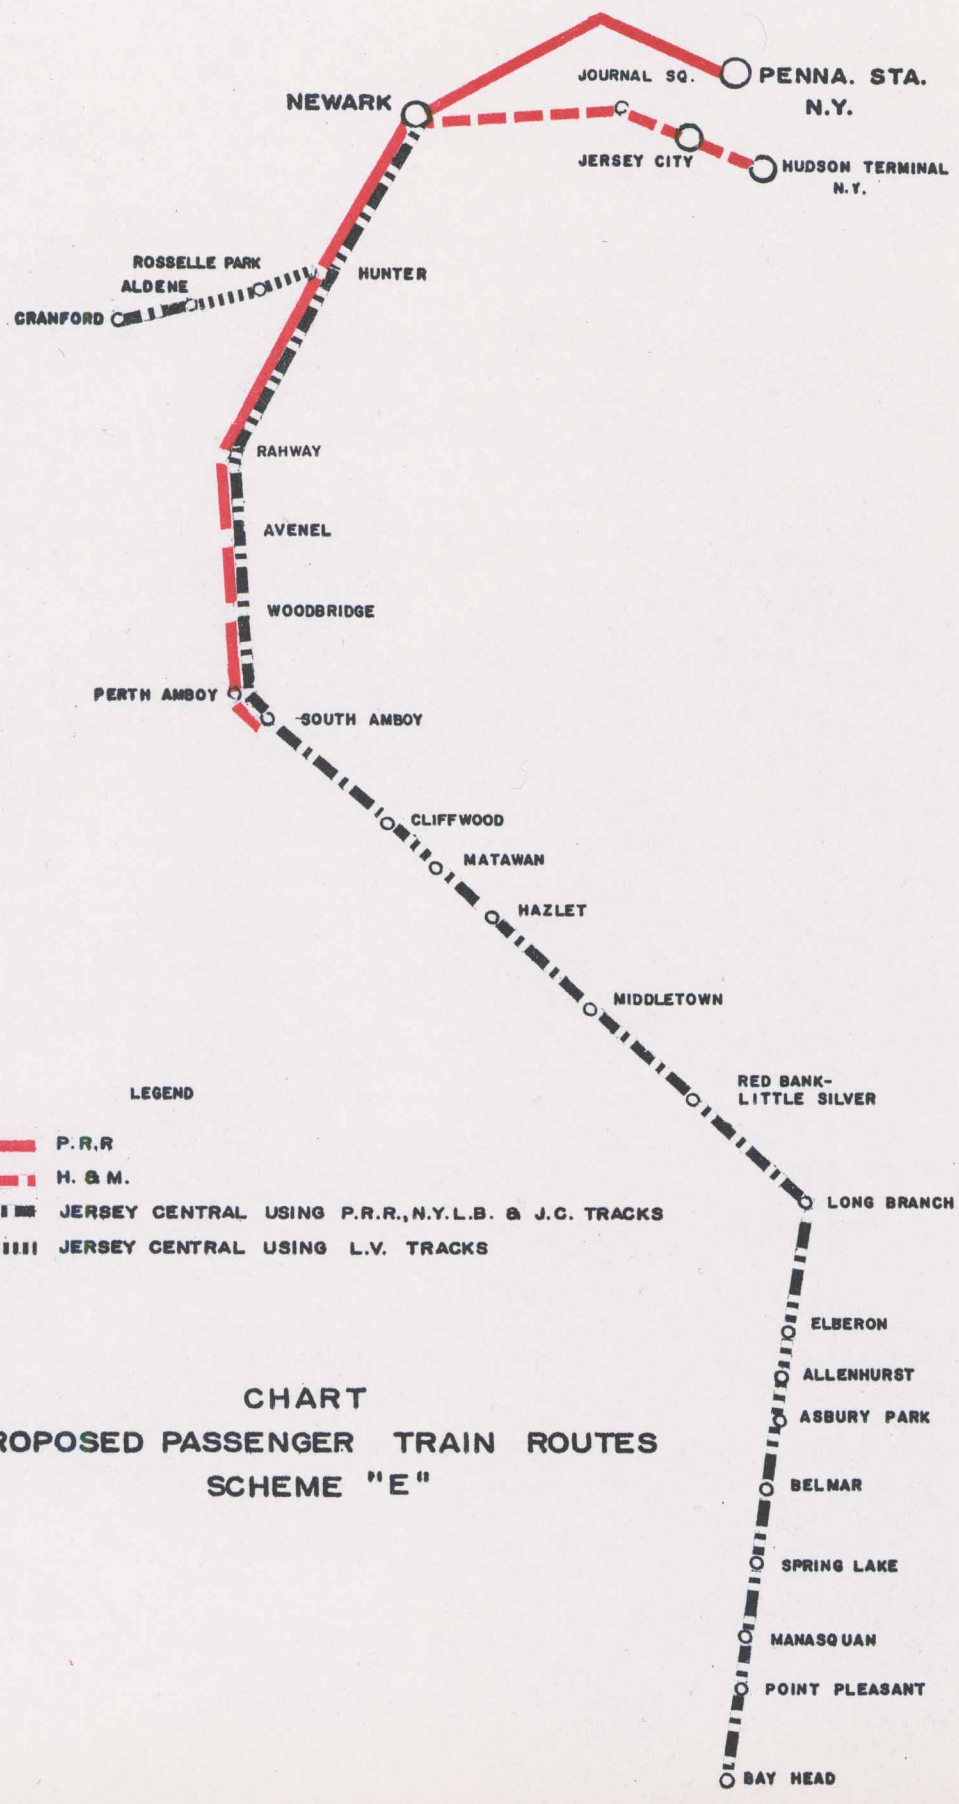 JOURNAL SQ.
PENNA. STA.
N.Y.
NEWARK
JERSEY CITY
HUDSON TERMINAL
N.Y.
ROSSELLE PARK
HUNTER
ALDENE
CRANFORD
RAHWAY
AVENEL
WOODBRIDGE
PERTH AMBOY
SOUTH AMBOY
CLIFFWOOD
MATAWAN
HAZLET
MIDDLETOWN
RED BANK-
LITTLE SILVER
LONG BRANCH
LEGEND
P.R.R
H. & M.
JERSEY CENTRAL USING P.R.R., N.Y.L.B. & J.C. TRACKS
JERSEY CENTRAL USING L.V. TRACKS
ELBERON
ALLENHURST
ASBURY PARK
BELMAR
SPRING LAKE
MANASQUAN
POINT PLEASANT
BAY HEAD
CHART
ROPOSED PASSENGER TRAIN ROUTES
SCHEME "E"